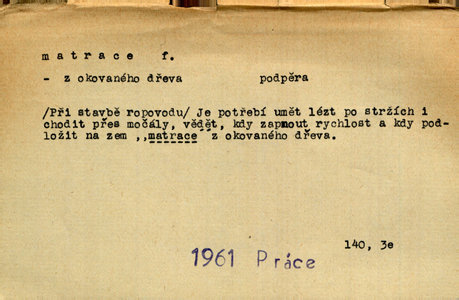 matrace f.
- z okovaného dřeva podpěra
/Při stavbě ropovodu/ Je potřebí umět lézt po stržích i
chodit přes močály, vědět, kdy zapnout rychlost a kdy pod-
ložit na zem ,,matrace" z okovaného dřeva.
140, 3e
1961 Práce